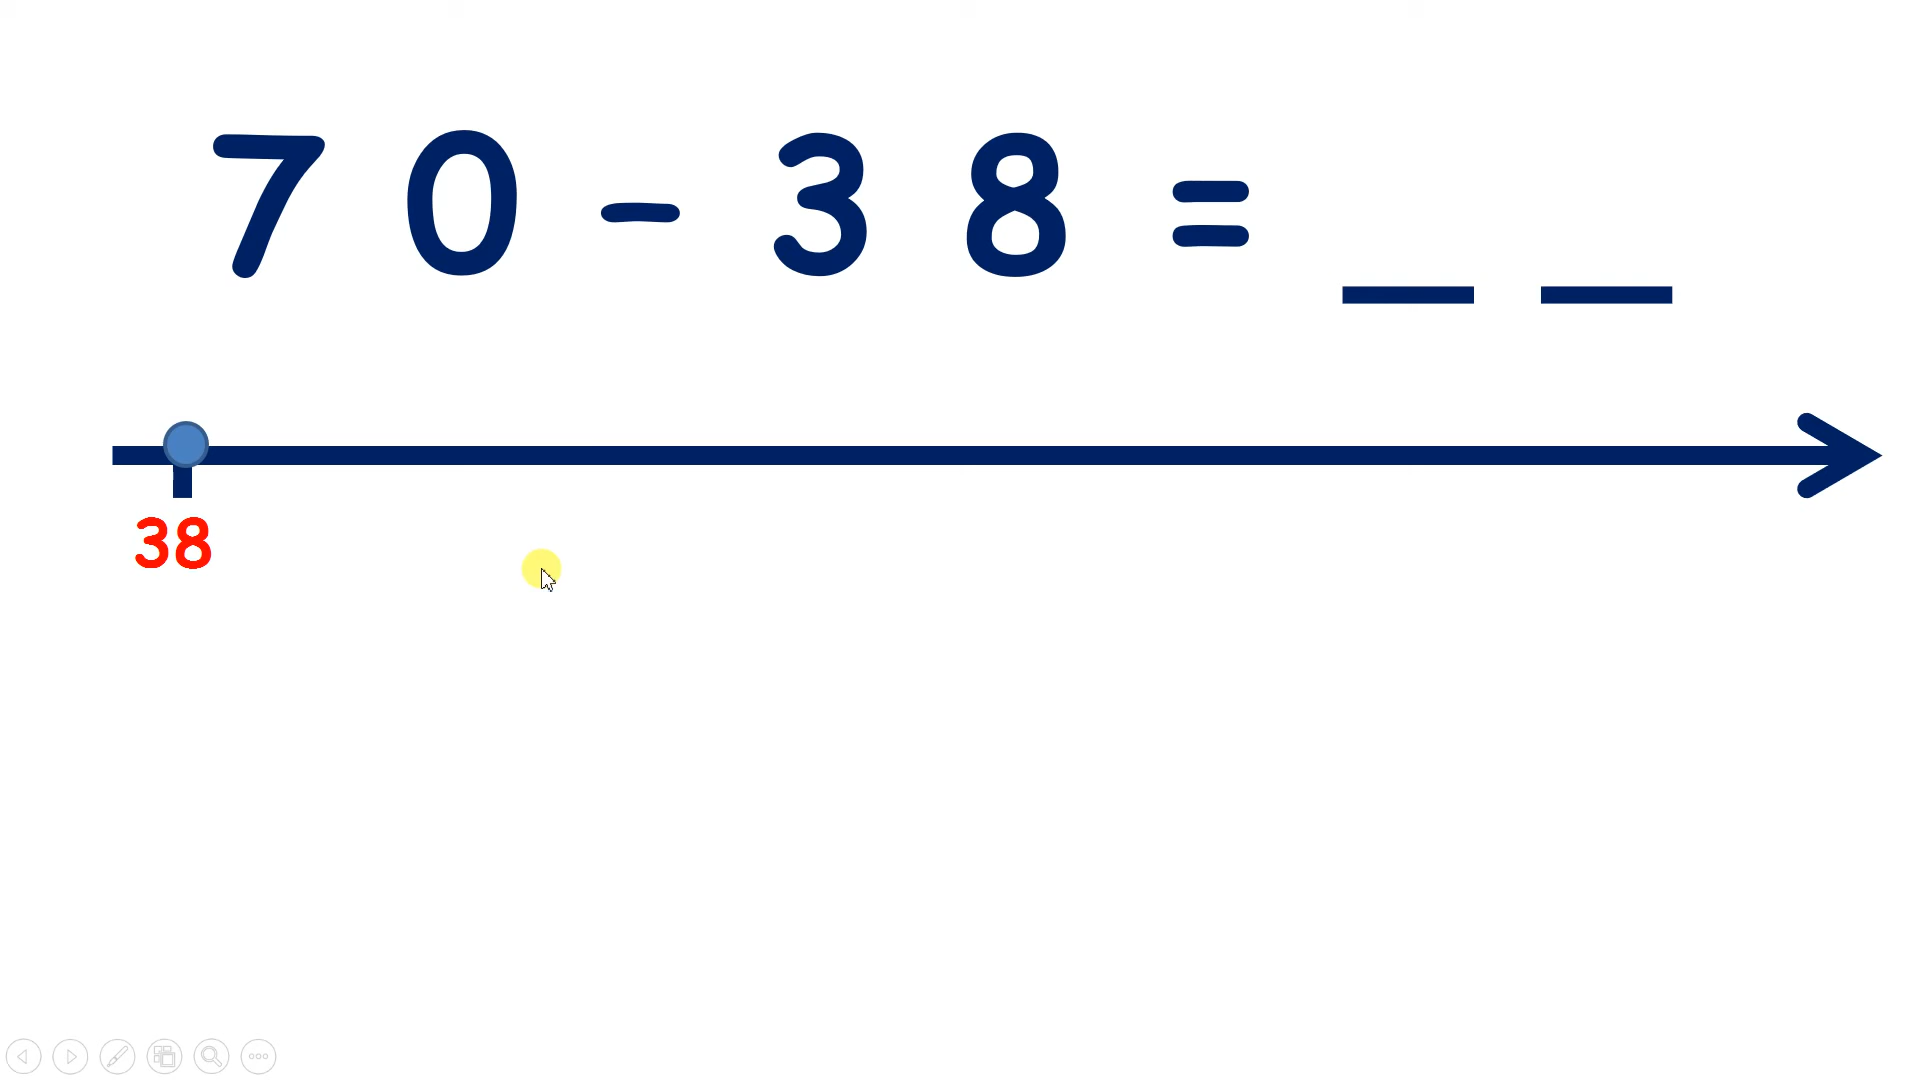 70 - 38 = __ __
38